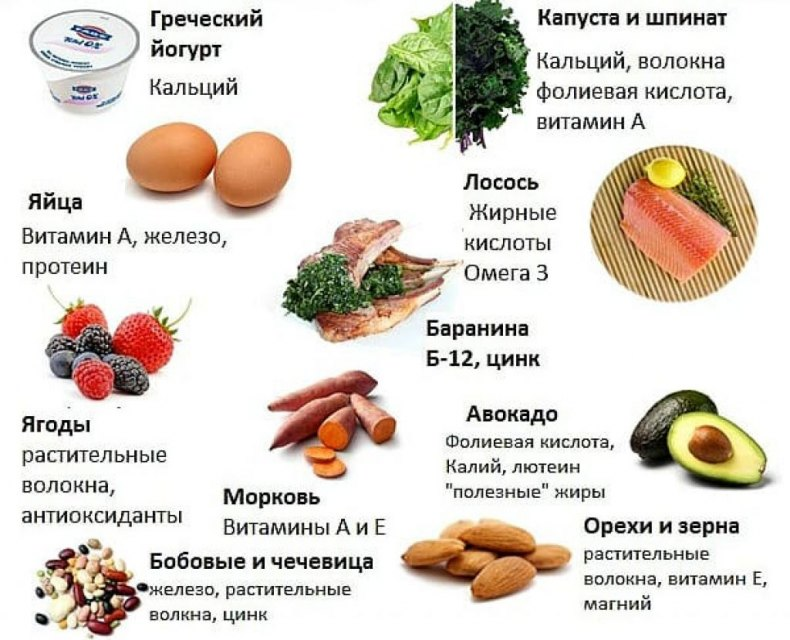 Греческий
йогурт
Кальций
Капуста и шпинат
Кальций, волокна
фолиевая кислота,
витамин А
Яйца
Витамин А, железо,
протеин
Лосось
Жирные
кислоты
Омега 3
Баранина
Б-12, цинк
Ягоды
растительные
волокна,
антиоксиданты
Морковь
Витамины А и Е
Авокадо
Фолиевая кислота,
Калий, лютеин
"полезные" жиры
Бобовые и чечевица
железо, растительные
волкна, цинк
Орехи и зерна
растительные
волокна, витамин Е,
магний